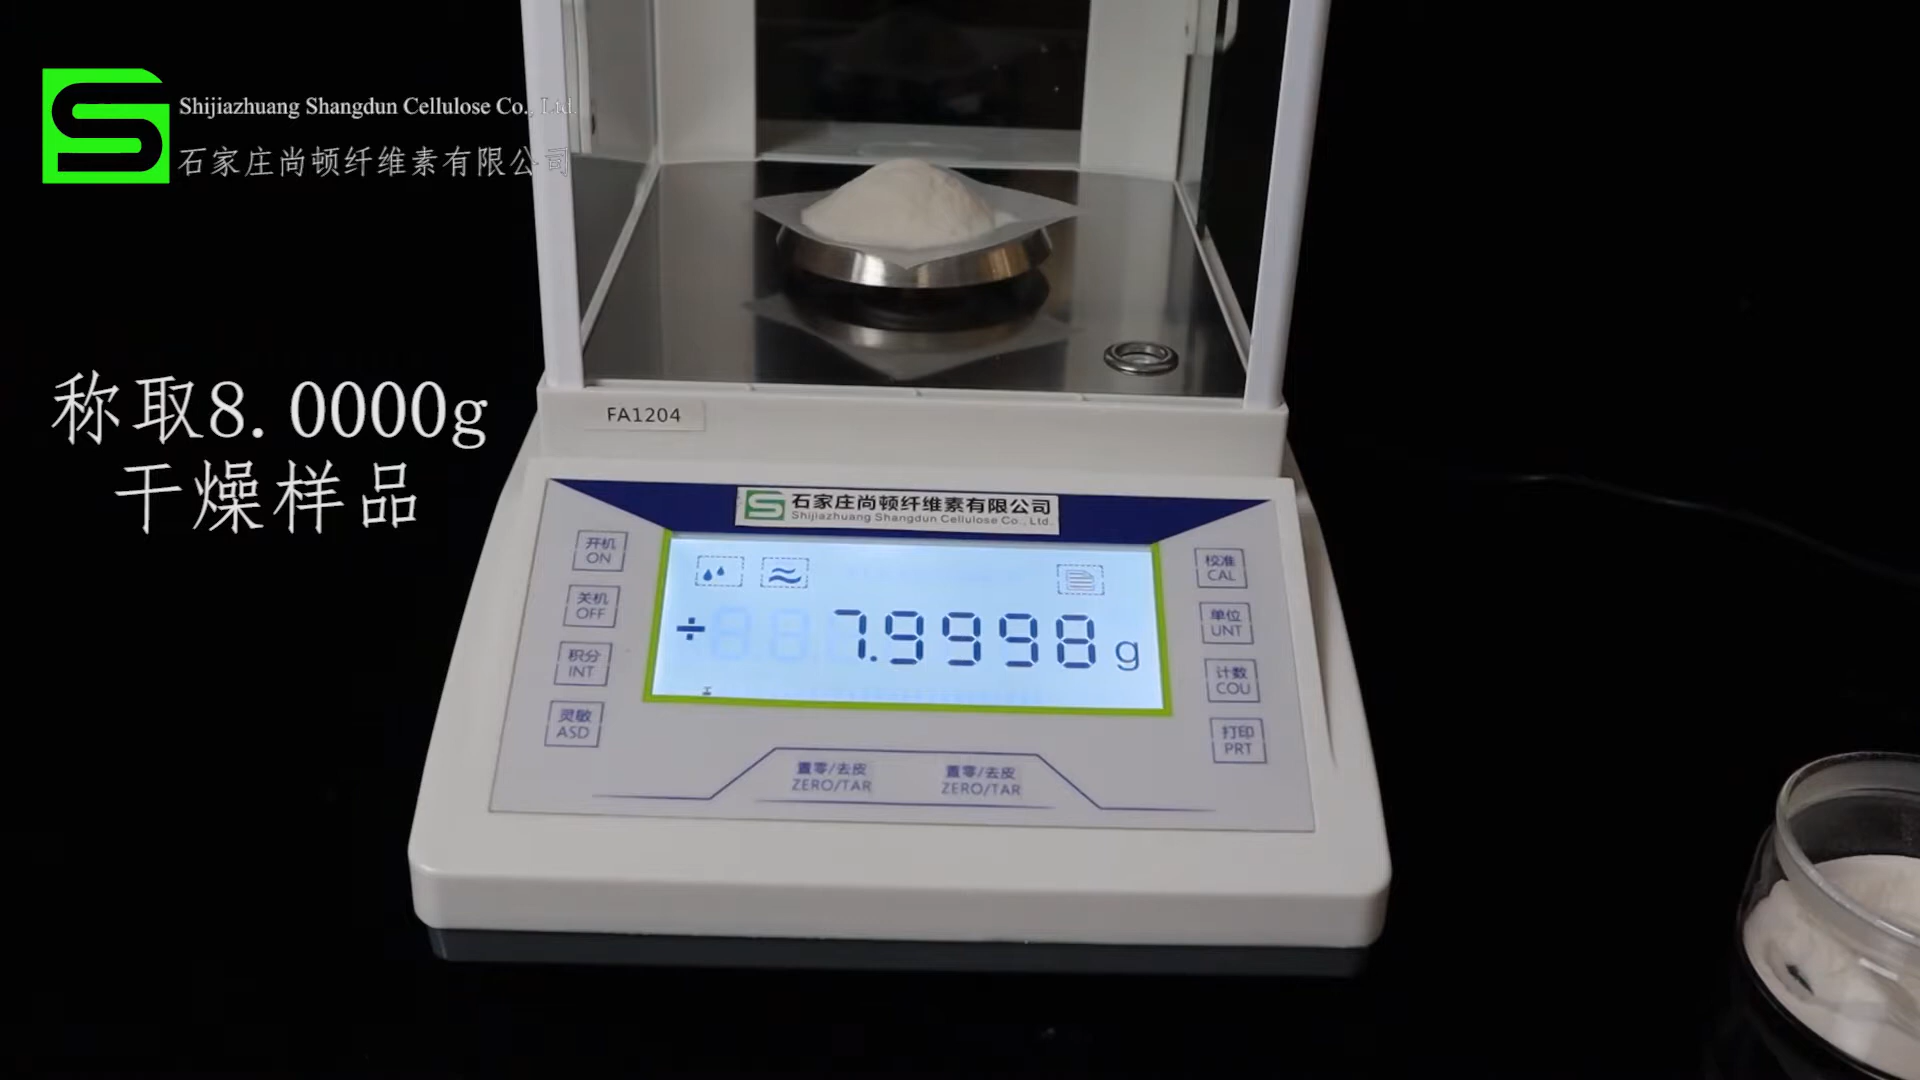 Shijiazhuang Shangdun Cellulose Co., Ltd.
石家庄尚顿纤维素有限公司
称取8.0000g
干燥样品
FA1204
石家庄尚顿纤维素有限公司
Shijiazhuang Shangdun Cellulose Co., Ltd.
开机
ON
关机
OFF
积分
INT
灵敏
ASD
÷ 7.9998 g
校准
CAL
单位
UNT
计数
COU
打印
PRT
置零/去皮
ZERO/TAR
置零/去皮
ZERO/TAR